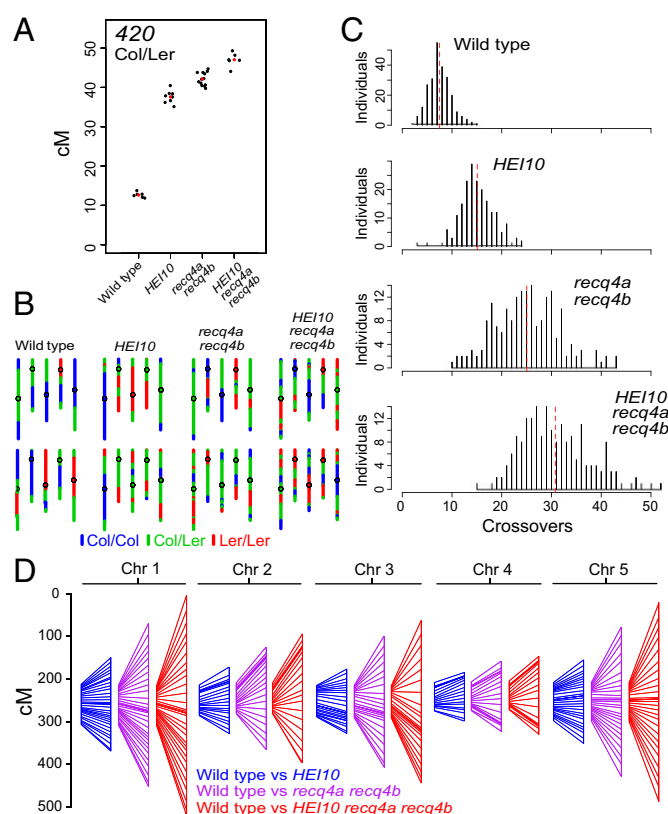 A
420
Col/Ler
cM
50
40
30
20
10
0
Wild type
HEI10
recq4a
recq4b
HEI10
recq4a
recq4b
B
Wild type
HEI10
recq4a
recq4b
HEI10
recq4a
recq4b
Col/Col Col/Ler Ler/Ler
C
Wild type
Individuals
40
20
0
HEI10
Individuals
20
10
0
recq4a
recq4b
Individuals
12
8
4
0
HEI10
recq4a
recq4b
Individuals
12
8
4
0
0 10 20 30 40 50
Crossovers
D
Chr 1 Chr 2 Chr 3 Chr 4 Chr 5
cM
0
100
200
300
400
500
Wild type vs HEI10
Wild type vs recq4a recq4b
Wild type vs HEI10 recq4a recq4b